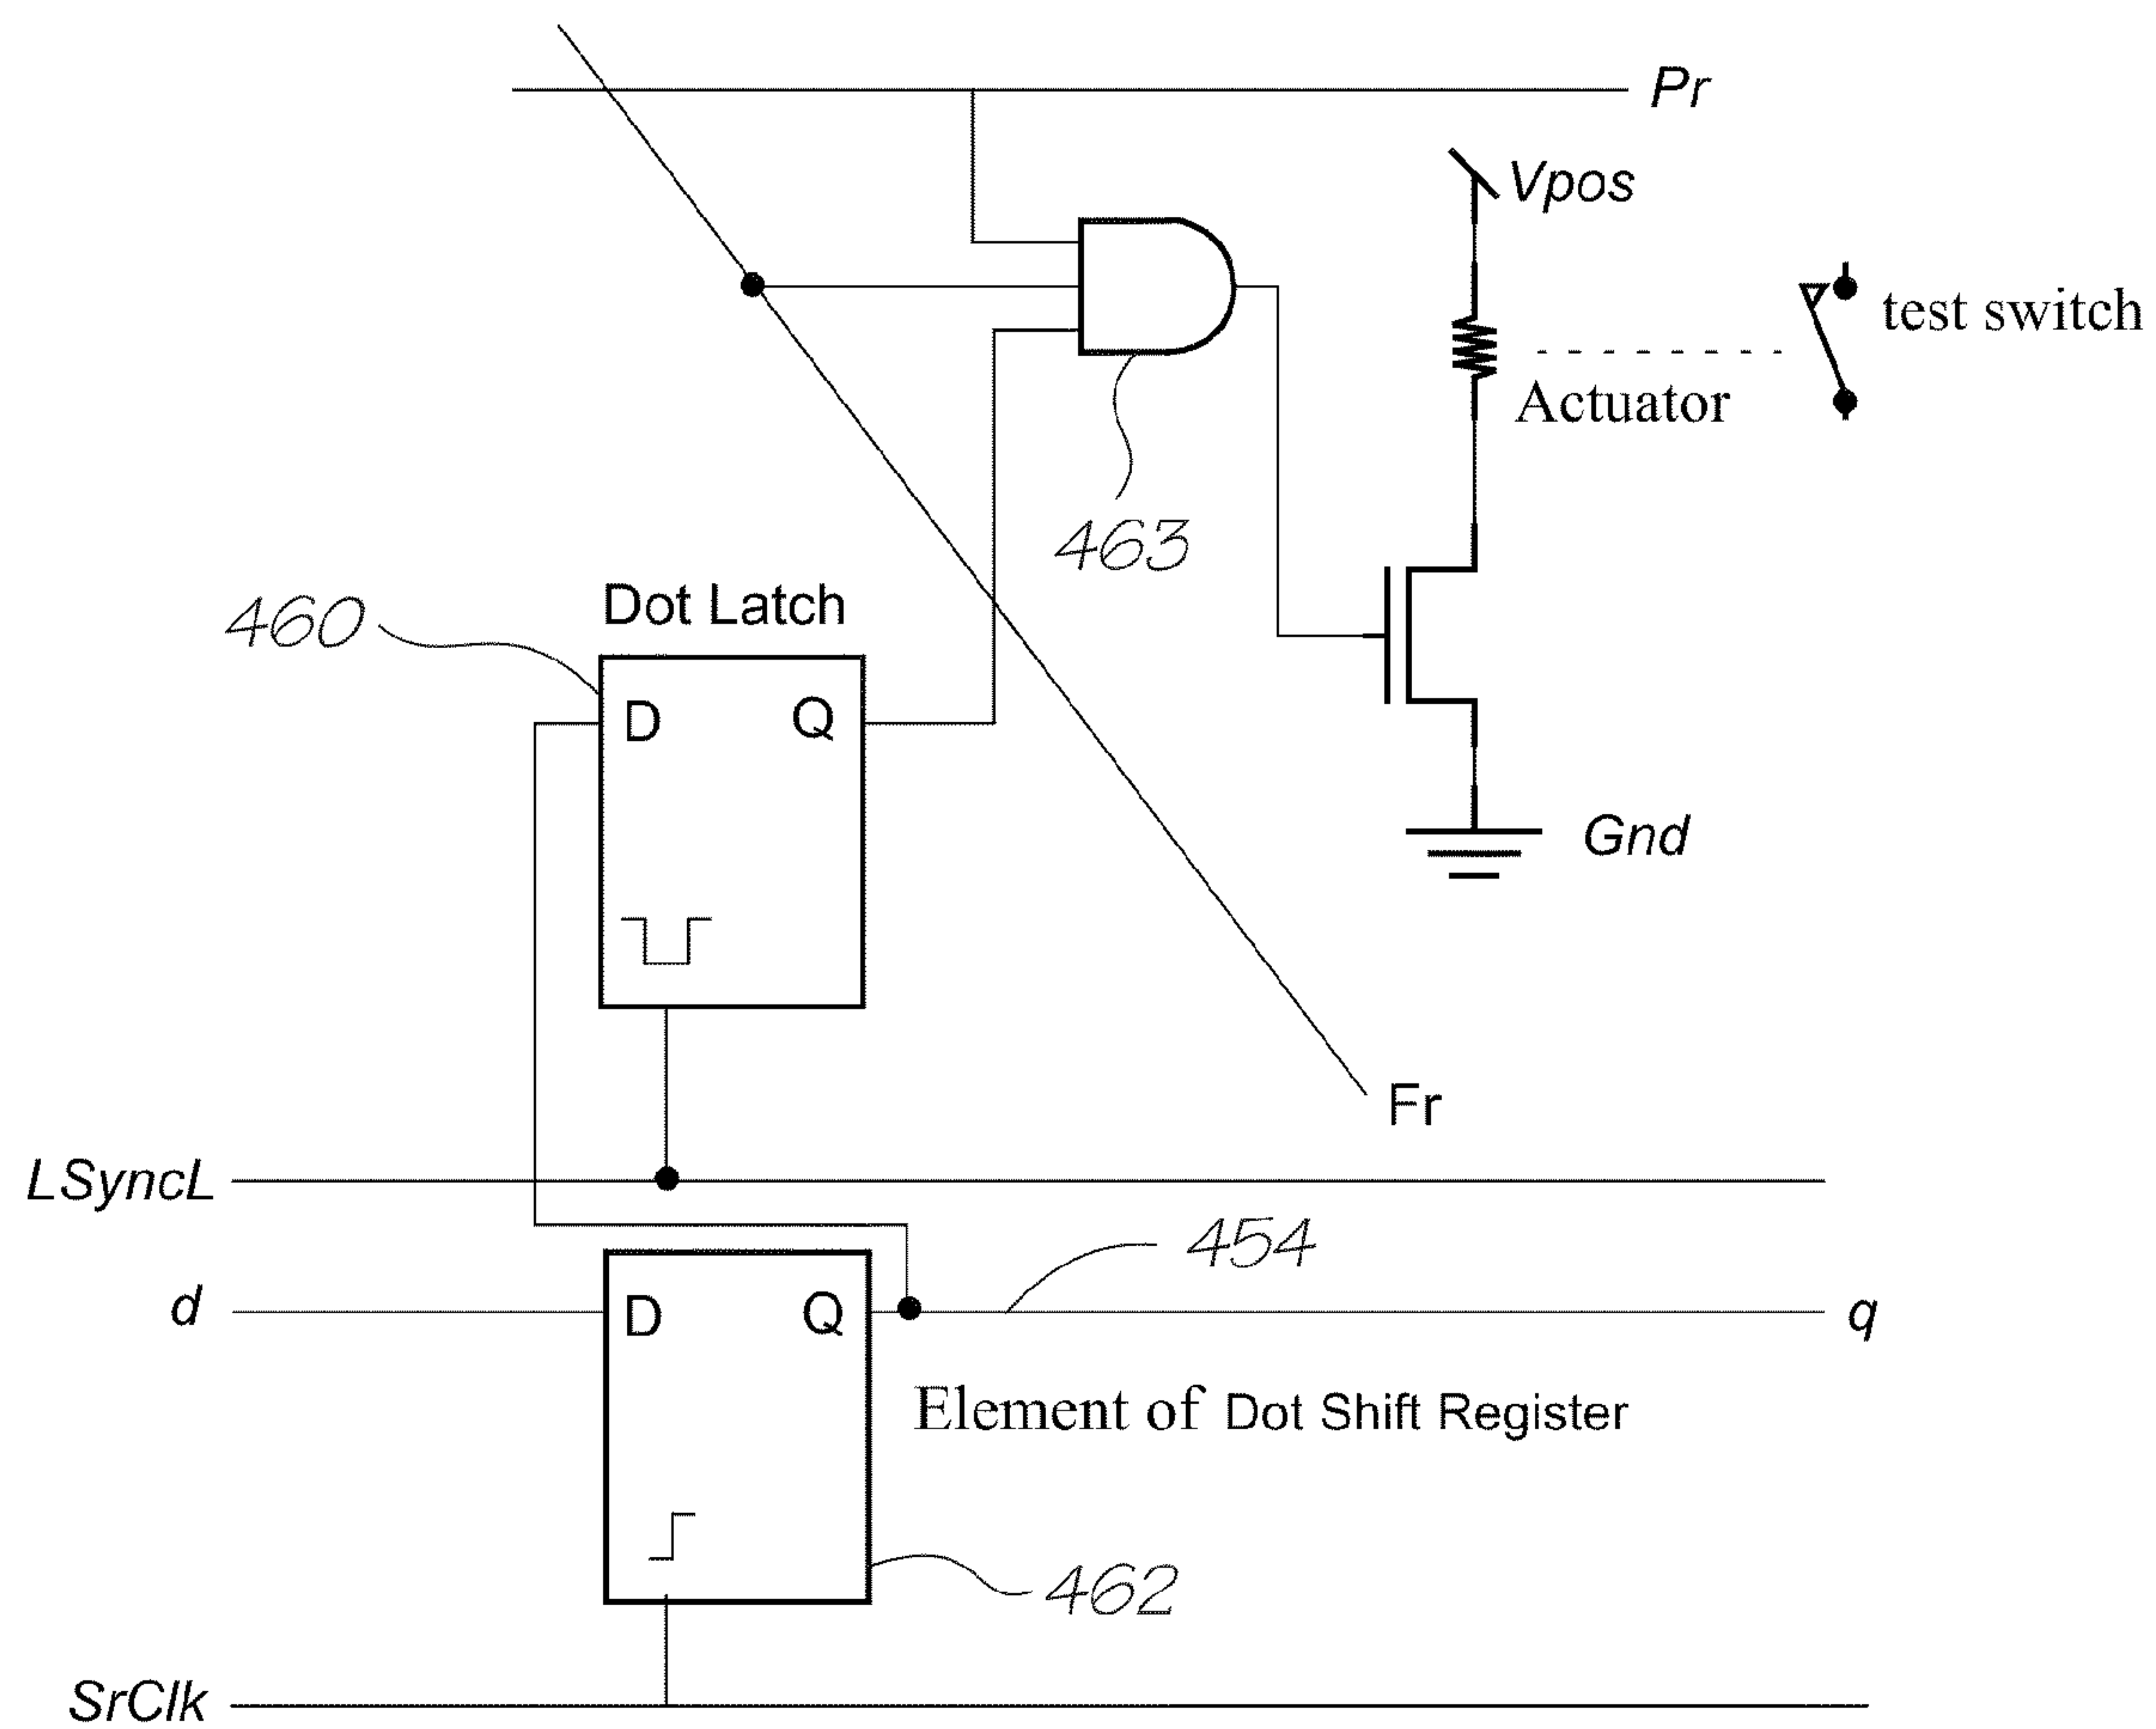 Pr
Vpos
test switch
Actuator
463
460
Dot Latch
D Q
Gnd
Fr
LSyncL
454
d
D Q
q
Element of Dot Shift Register
462
SrClk